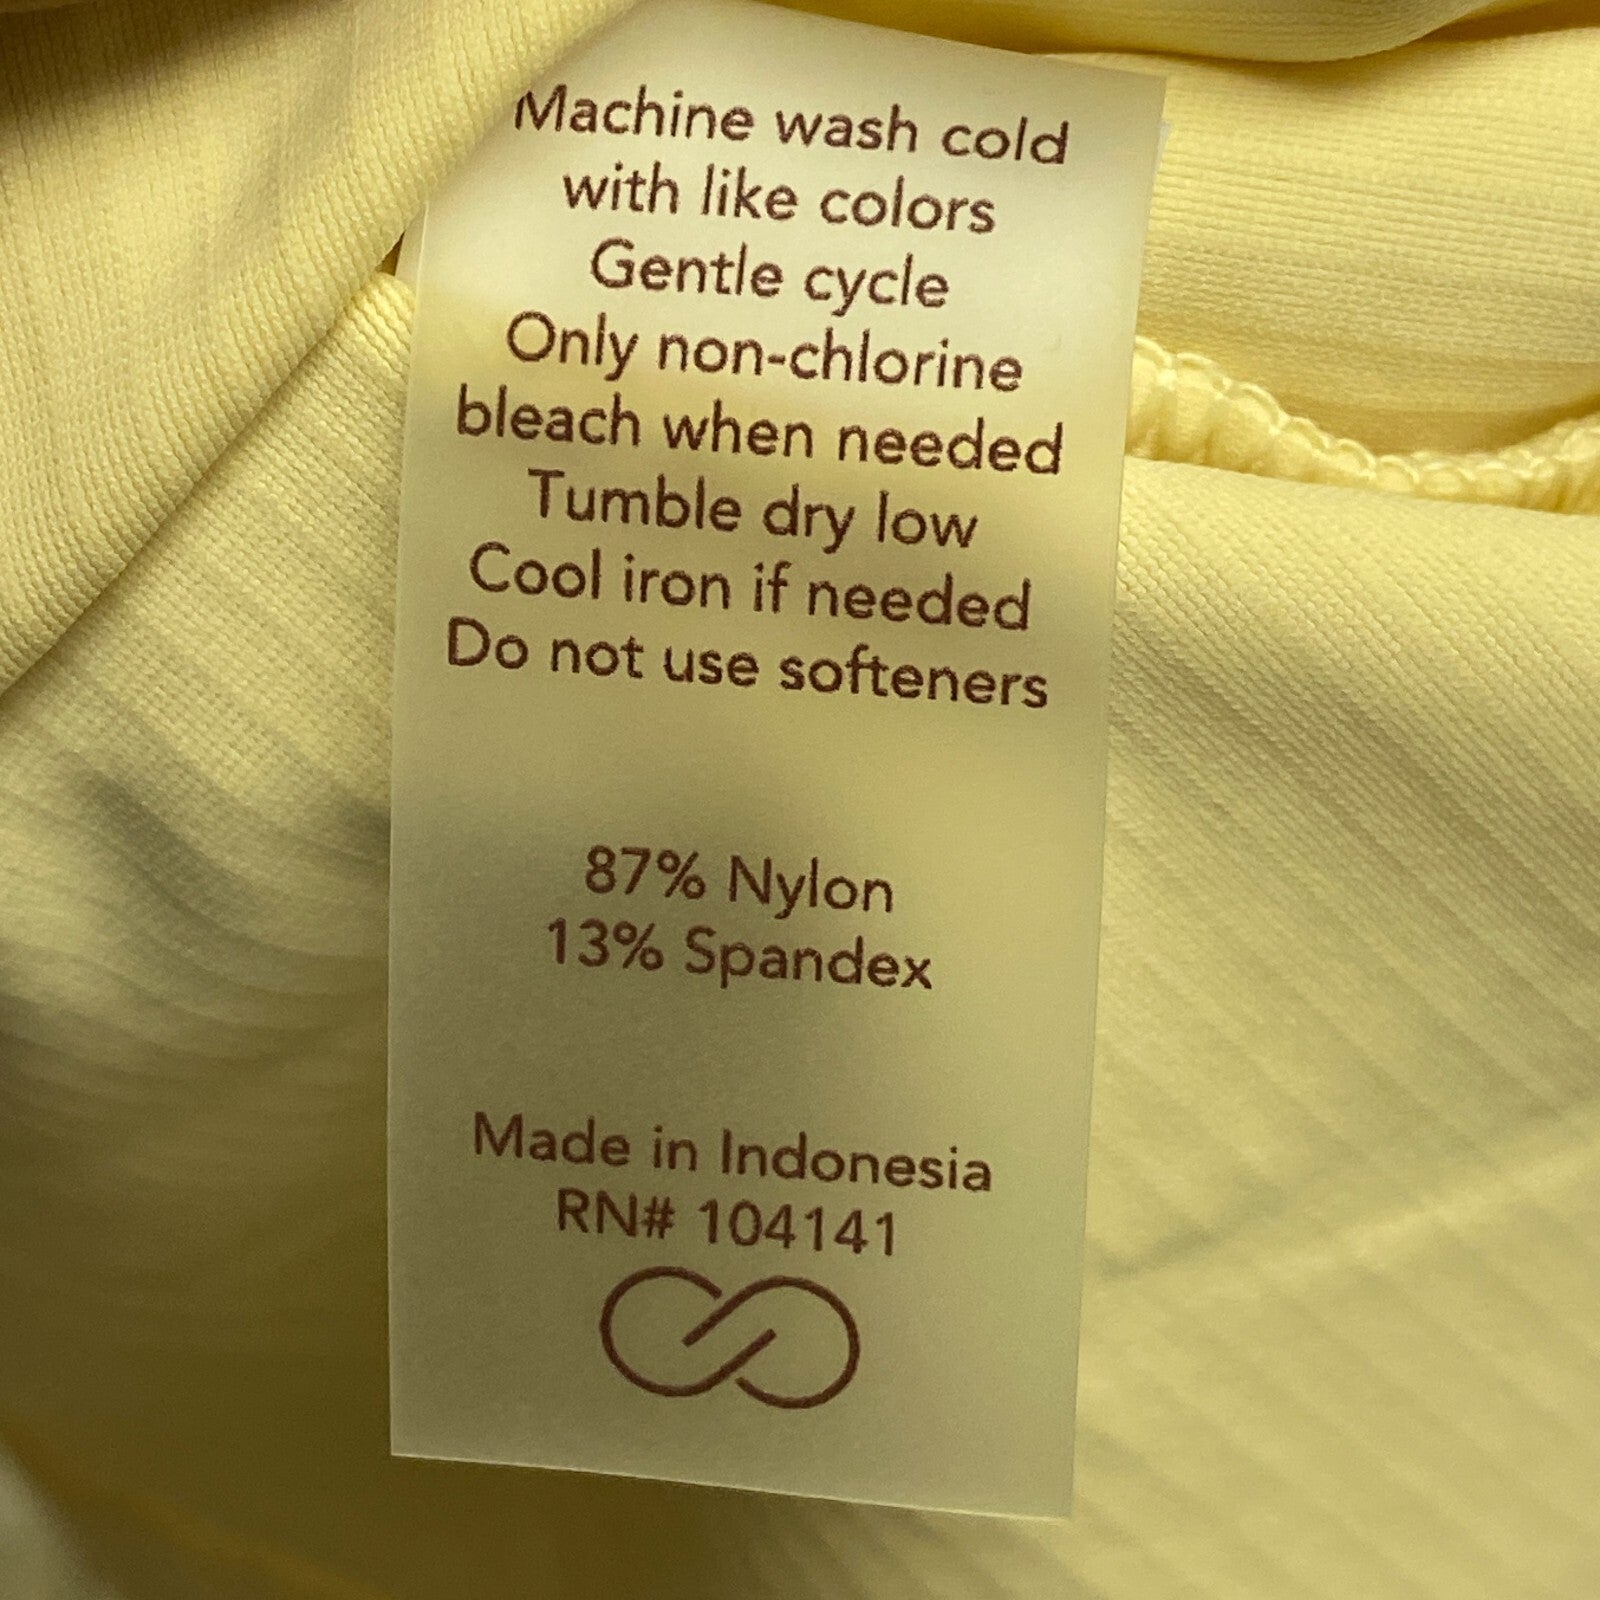 Machine wash cold
with like colors
Gentle cycle
Only non-chlorine
bleach when needed
Tumble dry low
Cool iron if needed
Do not use softeners
87% Nylon
13% Spandex
Made in Indonesia
RN# 104141